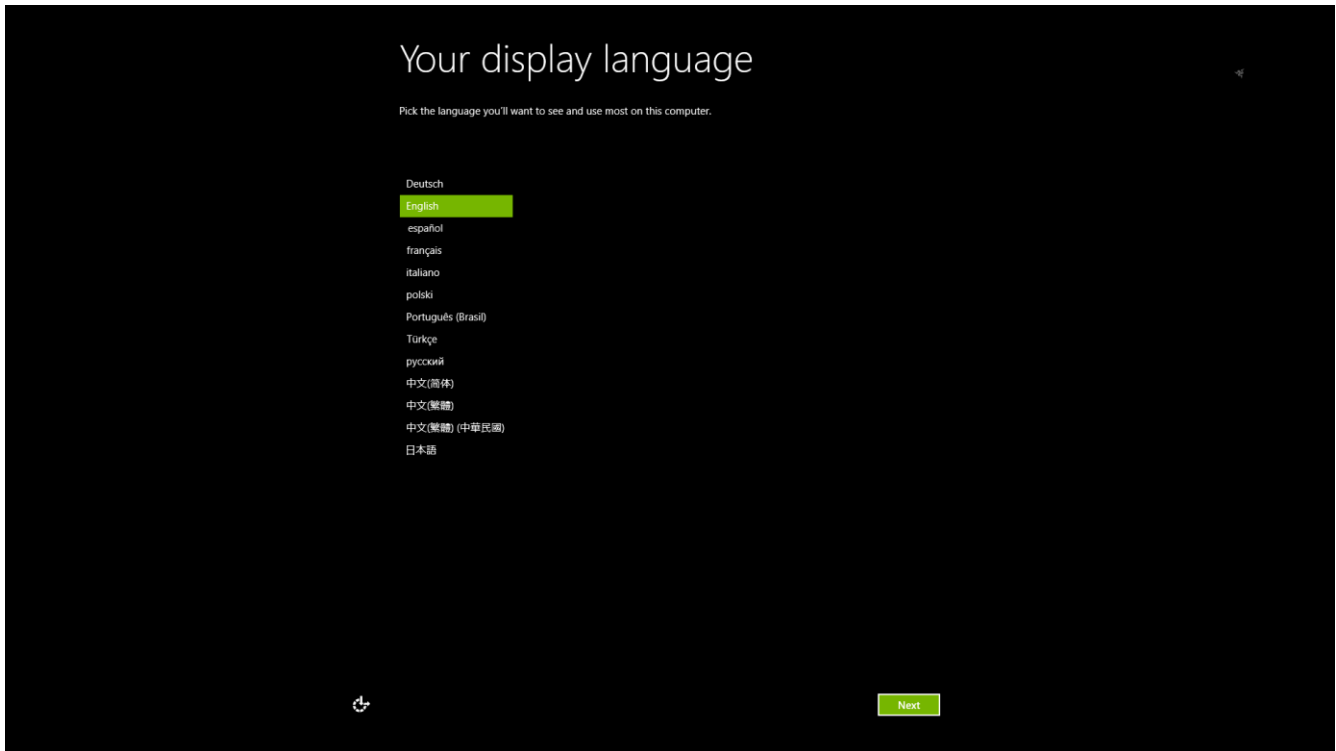 Your display language
Pick the language you'll want to see and use most on this computer.
Deutsch
English
español
français
italiano
polski
Português (Brasil)
Türkçe
русский
中文(简体)
中文(繁體)
中文(繁體) (中華民國)
日本語
Next